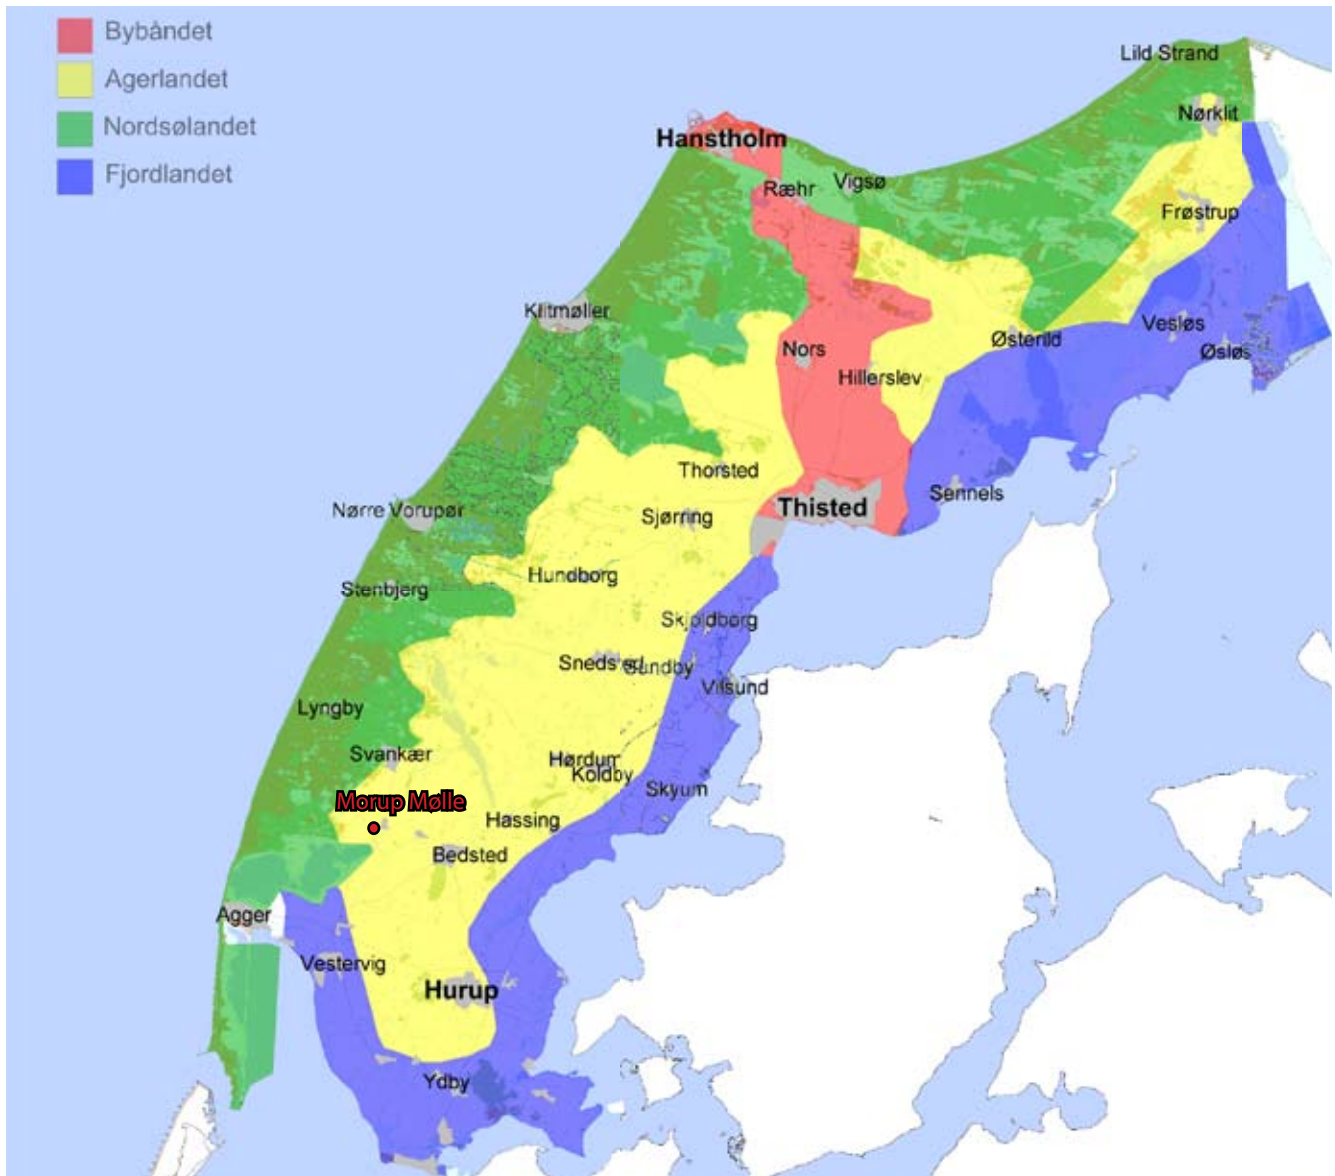 Bybåndet
Agerlandet
Nordsølandet
Fjordlandet
Lild Strand
Nørklit
Hanstholm
Ræhr
Vigsø
Frøstrup
Klitmøller
Vesløs
Østerild
Øsløs
Nors
Hillerslev
Thorsted
Sennels
Thisted
Nørre Vorupør
Sjørring
Hundborg
Stenbjerg
Skjoldborg
Snedsted
Sundby
Vilsund
Lyngby
Svankær
Hørdum
Koldby
Skyum
Morup Mølle
Hassing
Bedsted
Agger
Vestervig
Hurup
Ydby